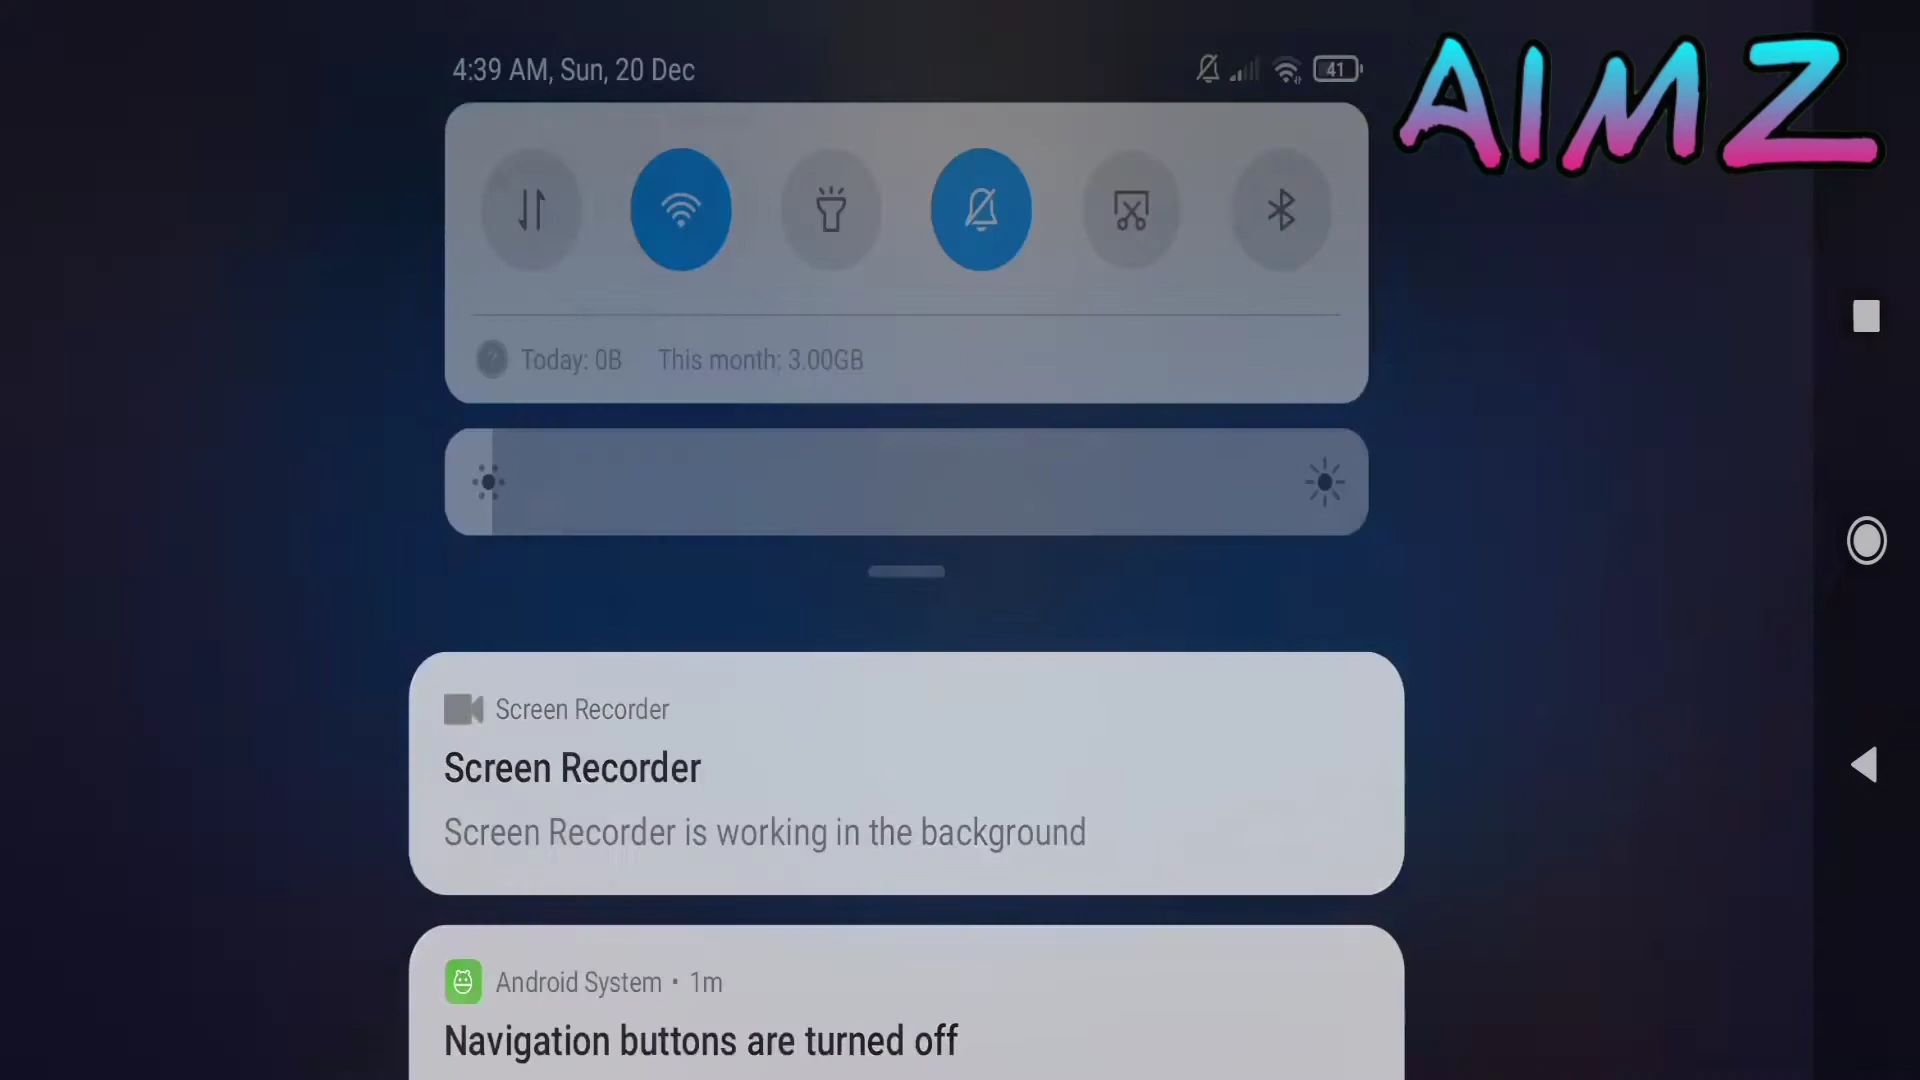 4:39 AM, Sun, 20 Dec
41
AIMZ
Today: 0B This month: 3.00GB
Screen Recorder
Screen Recorder
Screen Recorder is working in the background
Android System • 1m
Navigation buttons are turned off